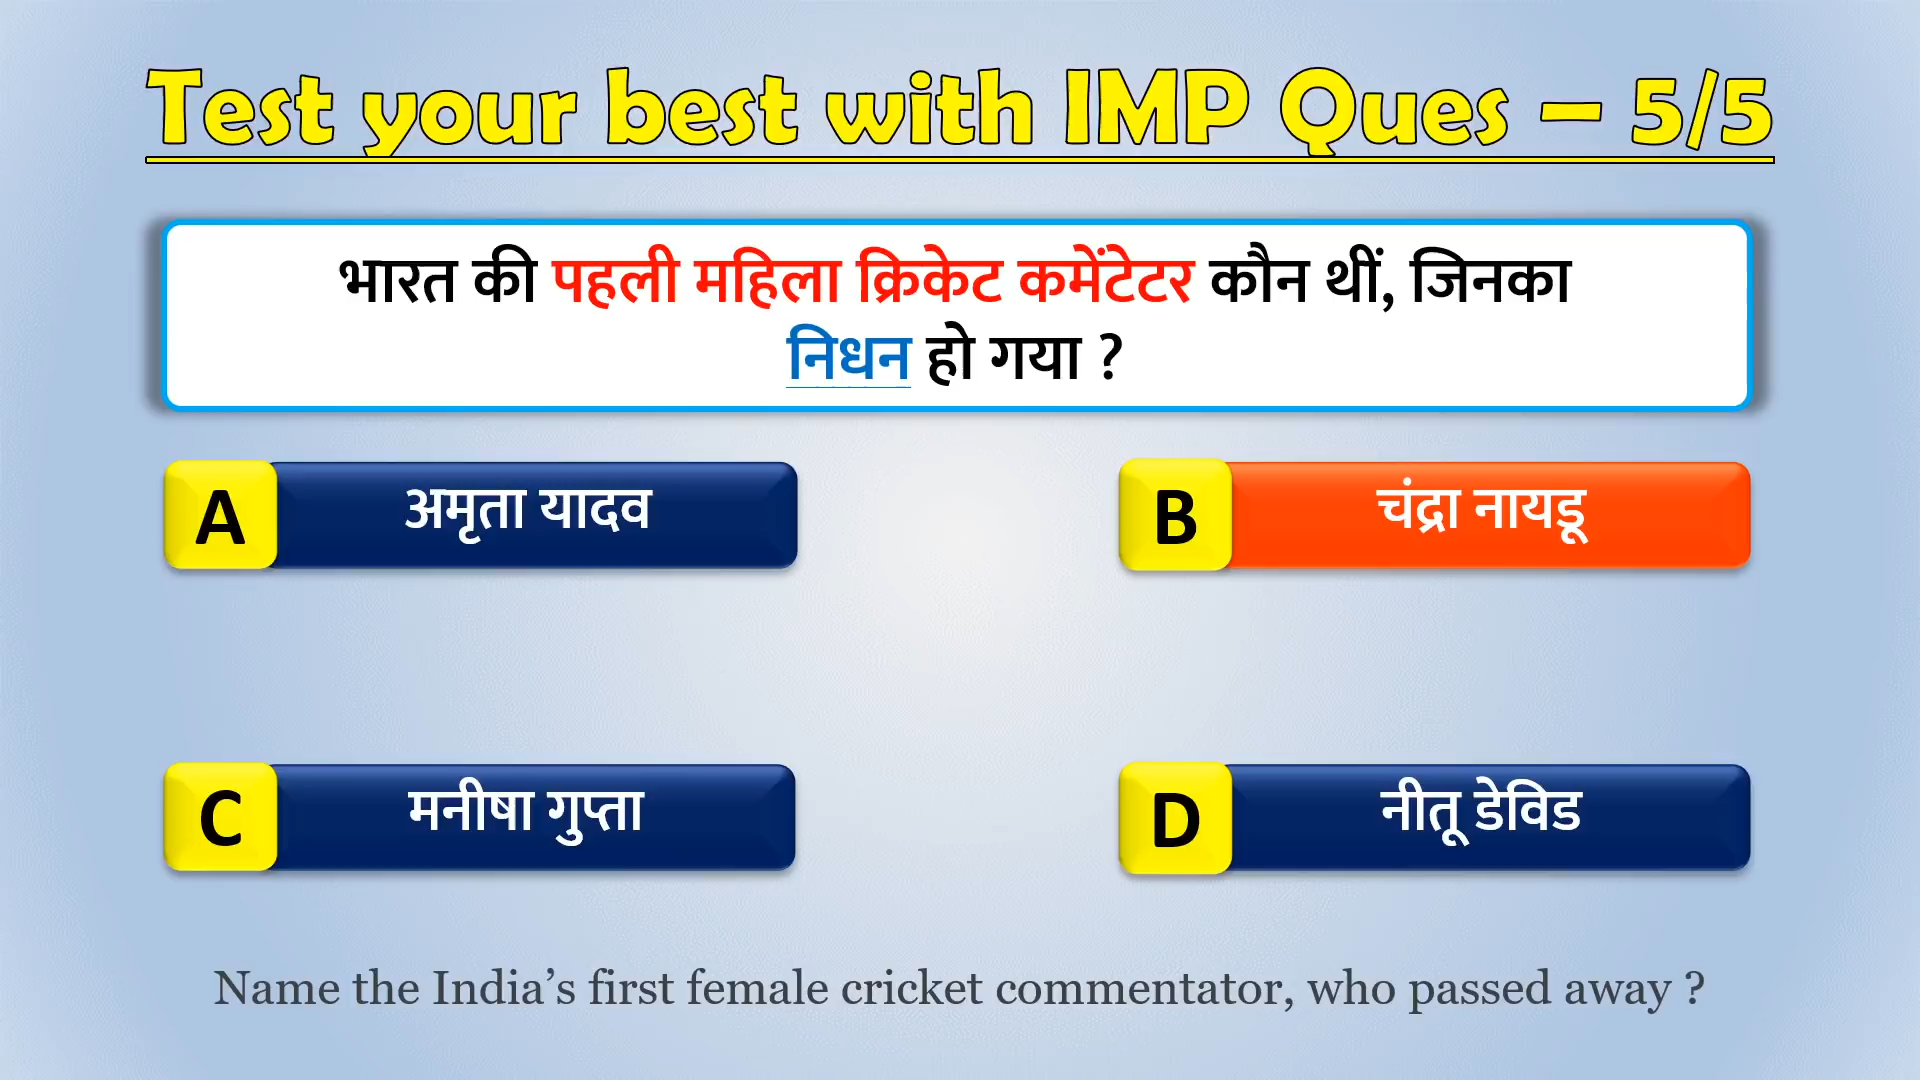 Test your best with IMP Ques – 5/5
भारत की पहली महिला क्रिकेट कमेंटेटर कौन थीं, जिनका
निधन हो गया ?
A अमृता यादव
B चंद्रा नायडू
C मनीषा गुप्ता
D नीतू डेविड
Name the India’s first female cricket commentator, who passed away ?